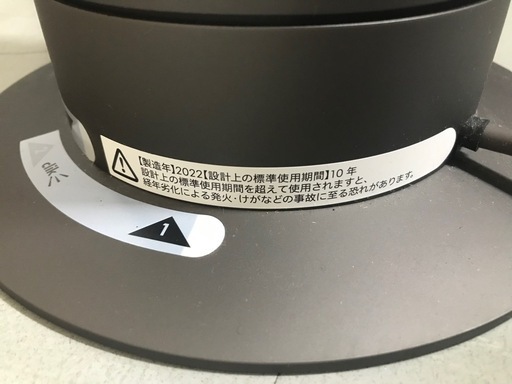 【製造年】2022【設計上の標準使用期間】10年
設計上の標準使用期間を超えて使用されますと、
経年劣化による発火・けがなどの事故に至る恐れがあります。
1